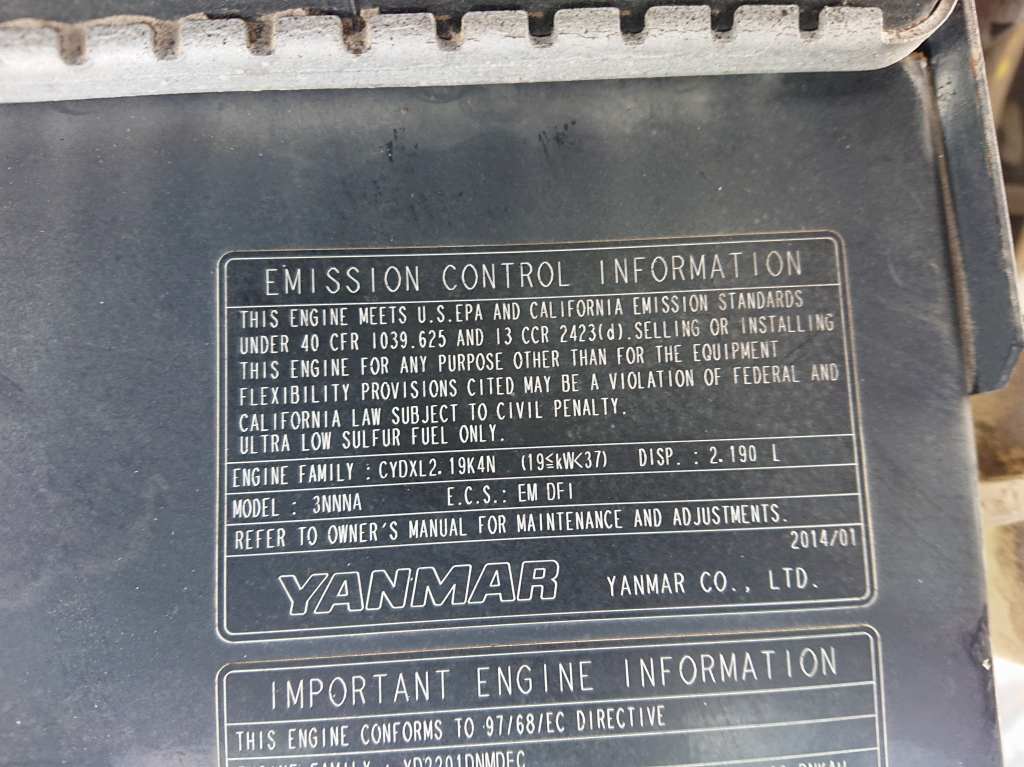 EMISSION CONTROL INFORMATION
THIS ENGINE MEETS U.S.EPA AND CALIFORNIA EMISSION STANDARDS
UNDER 40 CFR 1039.625 AND 13 CCR 2423(d).SELLING OR INSTALLING
THIS ENGINE FOR ANY PURPOSE OTHER THAN FOR THE EQUIPMENT
FLEXIBILITY PROVISIONS CITED MAY BE A VIOLATION OF FEDERAL AND
CALIFORNIA LAW SUBJECT TO CIVIL PENALTY.
ULTRA LOW SULFUR FUEL ONLY.
ENGINE FAMILY : CYDXL2.19K4N (19≦kW<37) DISP. : 2.190 L
MODEL : 3NNNA E.C.S.: EM DFI
REFER TO OWNER'S MANUAL FOR MAINTENANCE AND ADJUSTMENTS.
2014/01
YANMAR YANMAR CO., LTD.
IMPORTANT ENGINE INFORMATION
THIS ENGINE CONFORMS TO 97/68/EC DIRECTIVE
ENGINE FAMILY :